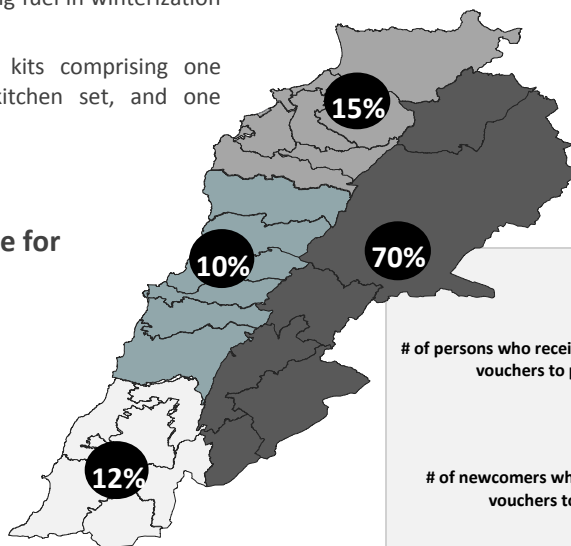 g fuel in winterization
kits comprising one
kitchen set, and one
e for
15%
10%
70%
12%
# of persons who recei
vouchers to p
# of newcomers wh
vouchers to